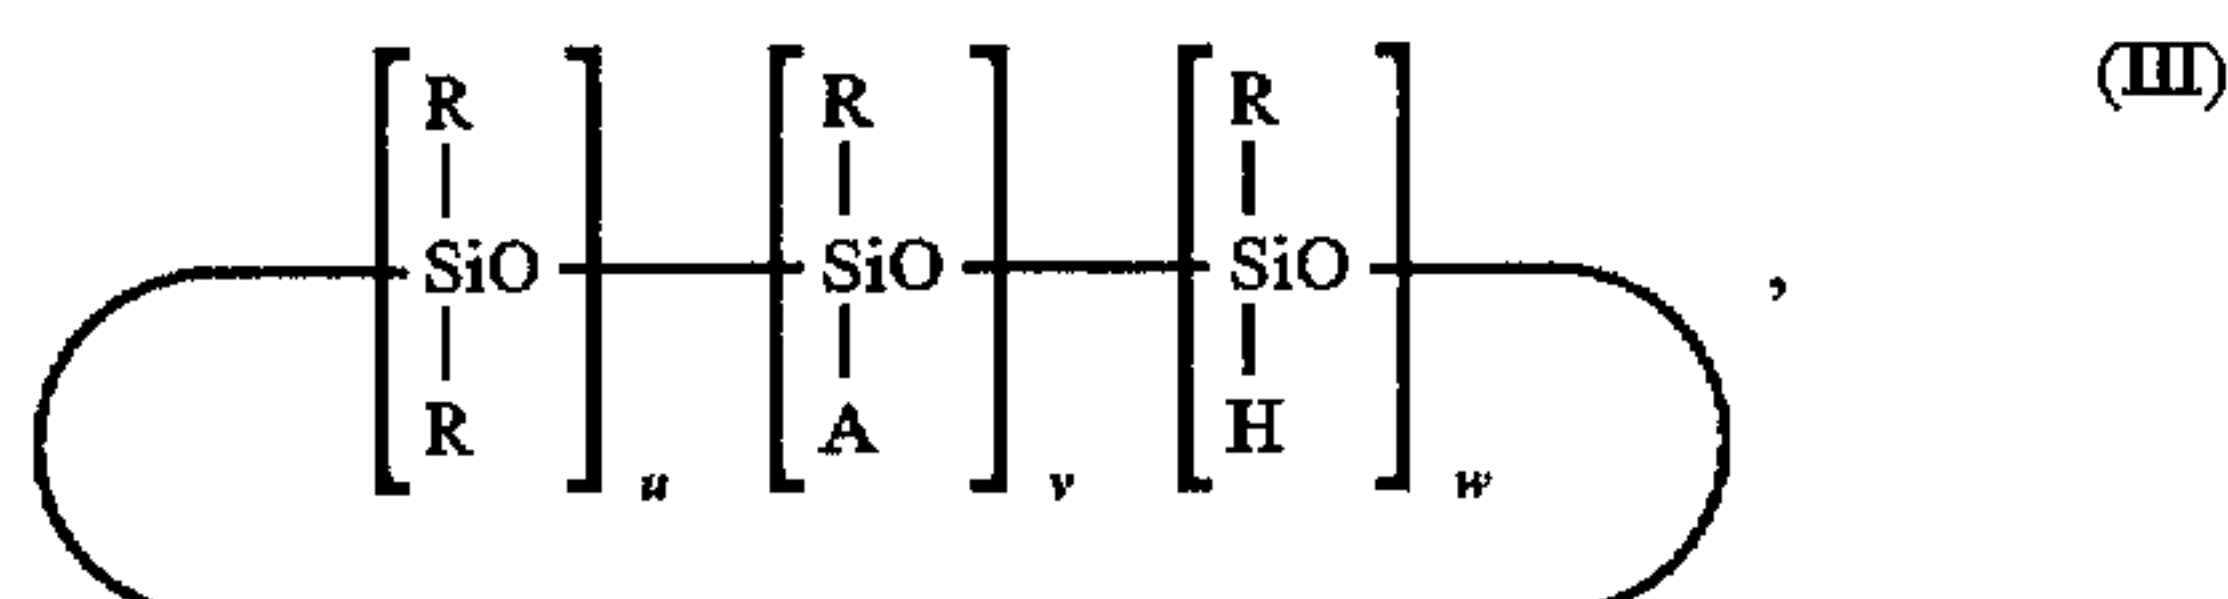 (III)
R R R
SiO SiO SiO ,
R A H
u v w